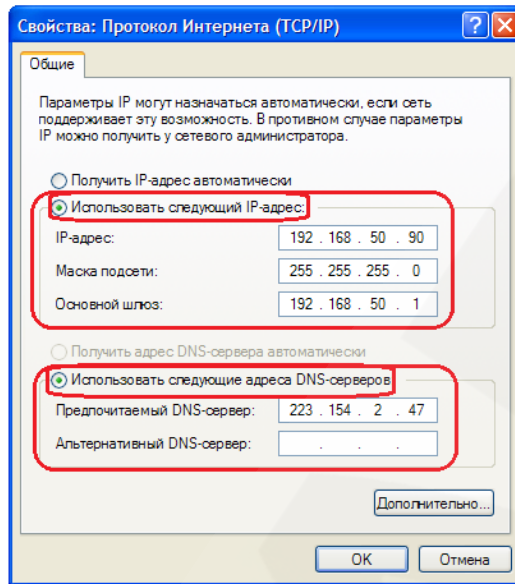 Свойства: Протокол Интернета (TCP/IP)
Общие
Параметры IP могут назначаться автоматически, если сеть
поддерживает эту возможность. В противном случае параметры
IP можно получить у сетевого администратора.
Получить IP-адрес автоматически
Использовать следующий IP-адрес:
IP-адрес: 192 . 168 . 50 . 90
Маска подсети: 255 . 255 . 255 . 0
Основной шлюз: 192 . 168 . 50 . 1
Получить адрес DNS-сервера автоматически
Использовать следующие адреса DNS-серверов
Предпочитаемый DNS-сервер: 223 . 154 . 2 . 47
Альтернативный DNS-сервер: . . .
Дополнительно...
OK Отмена